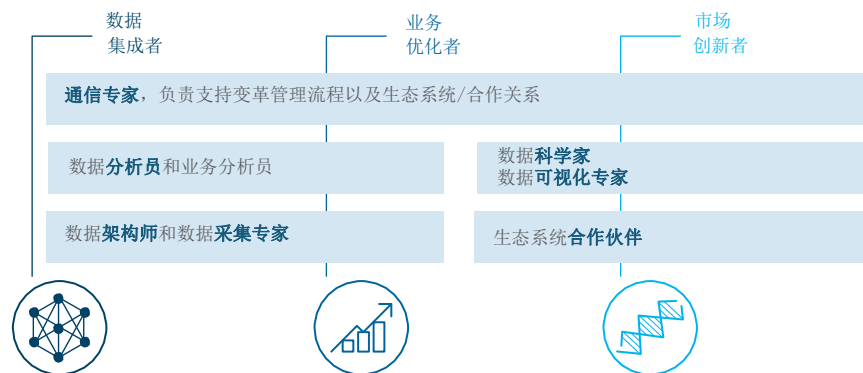 数据
集成者
业务
优化者
市场
创新者
通信专家，负责支持变革管理流程以及生态系统/合作关系
数据分析员和业务分析员
数据科学家
数据可视化专家
数据架构师和数据采集专家
生态系统合作伙伴